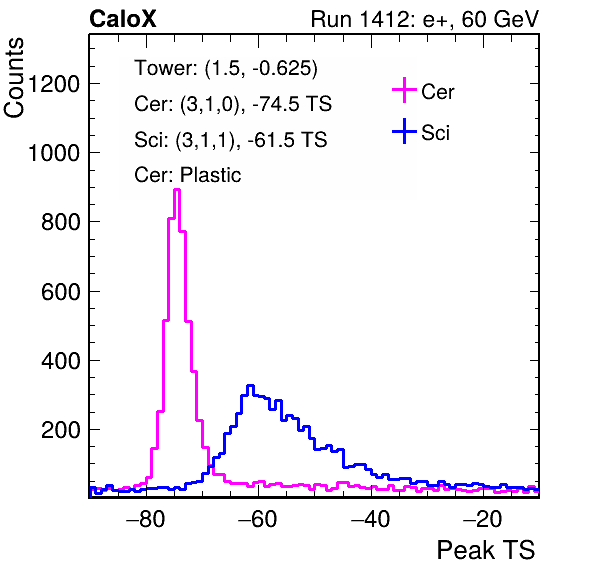 CaloX Run 1412: e+, 60 GeV
Counts
Tower: (1.5, -0.625)
Cer: (3,1,0), -74.5 TS
Sci: (3,1,1), -61.5 TS
Cer: Plastic
Cer
Sci
1200
1000
800
600
400
200
−80 −60 −40 −20
Peak TS